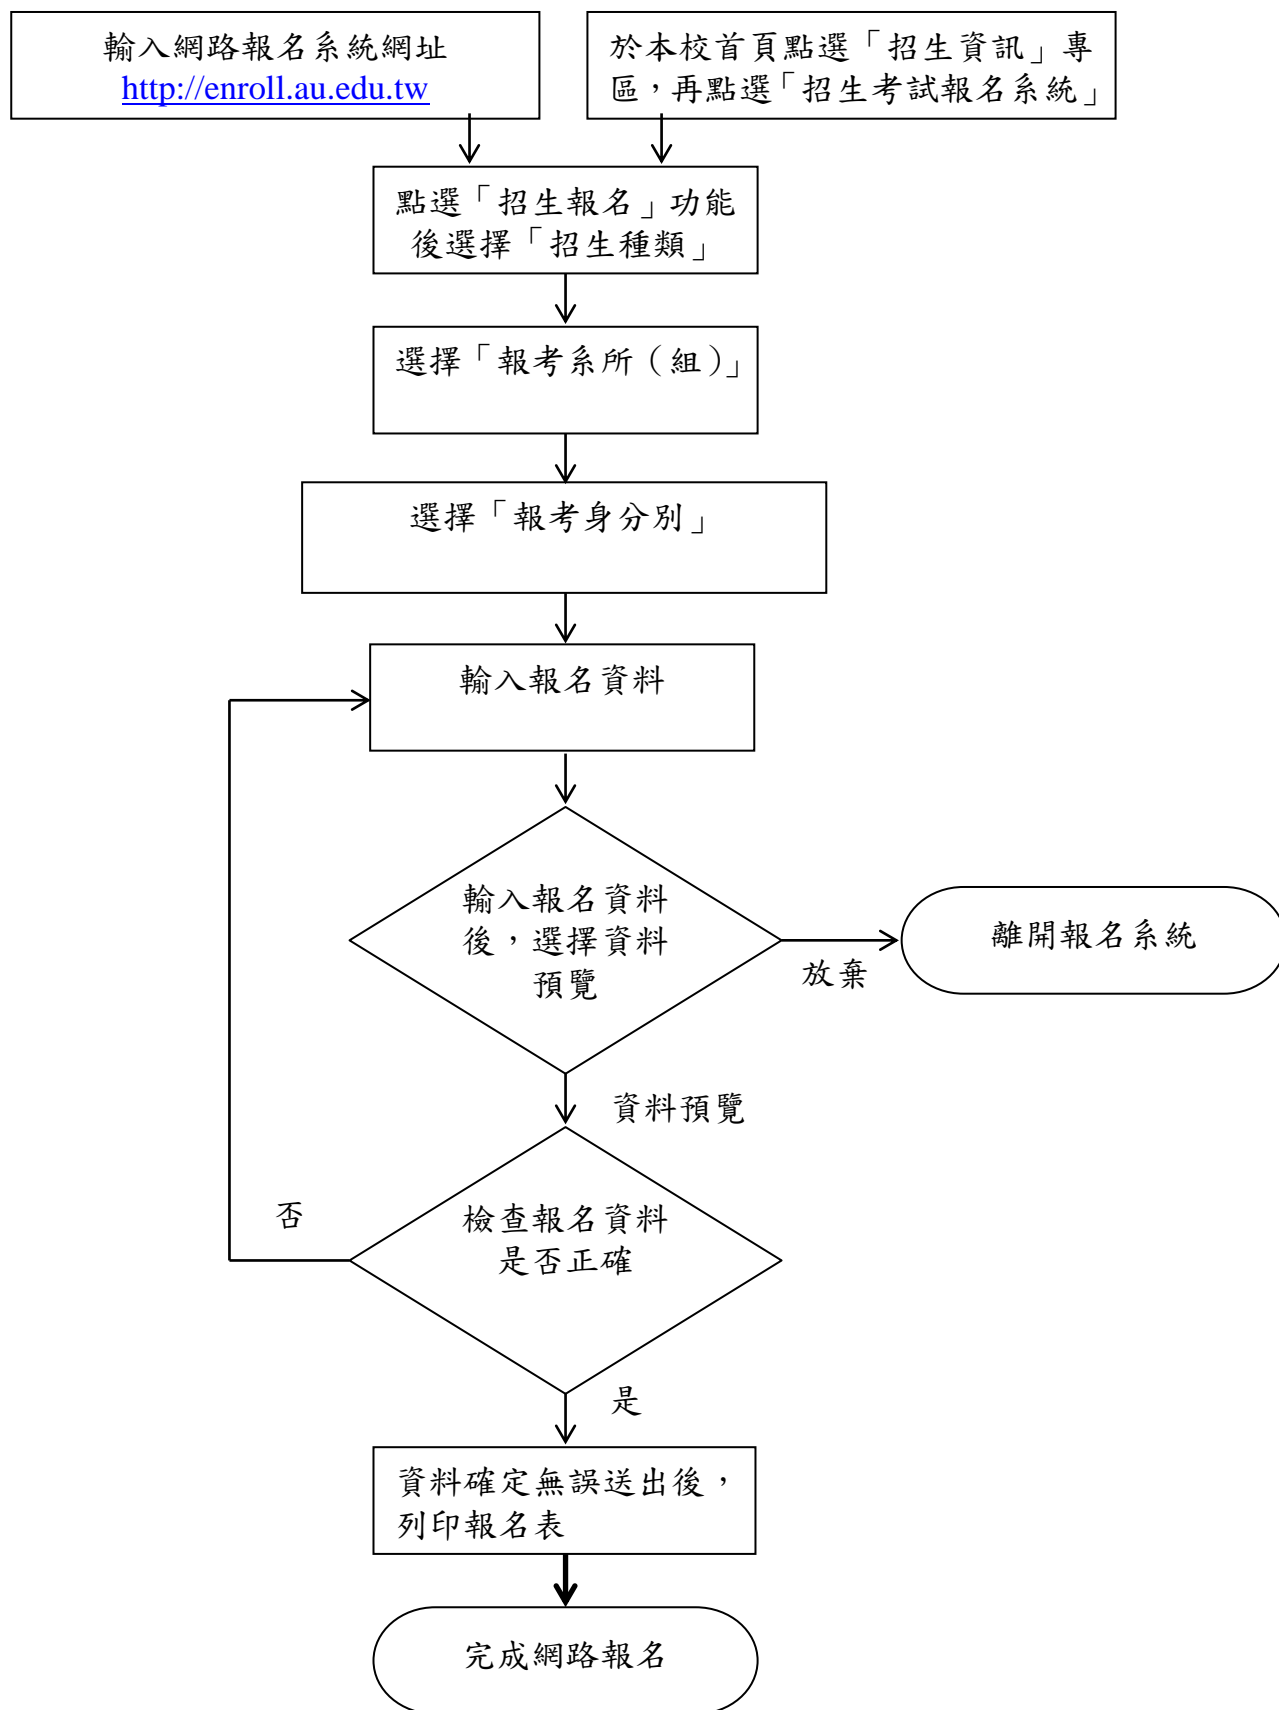 輸入網路報名系統網址
http://enroll.au.edu.tw
於本校首頁點選「招生資訊」專
區，再點選「招生考試報名系統」
點選「招生報名」功能
後選擇「招生種類」
選擇「報考系所（組）」
選擇「報考身分別」
輸入報名資料
輸入報名資料
後，選擇資料
預覽
離開報名系統
放棄
資料預覽
否
檢查報名資料
是否正確
是
資料確定無誤送出後，
列印報名表
完成網路報名